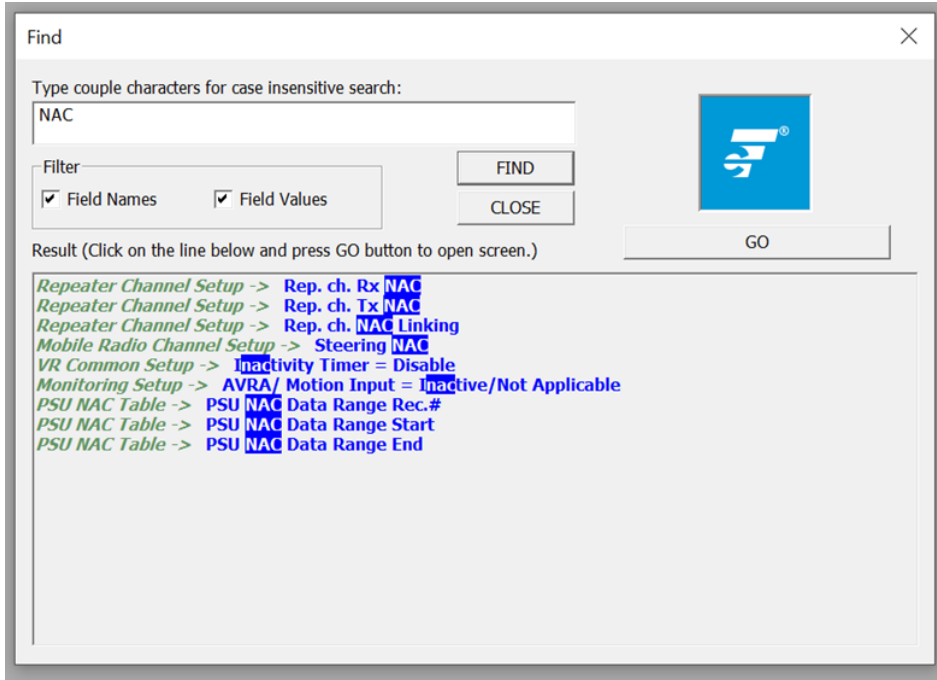 Find
Type couple characters for case insensitive search:
NAC
Filter
Field Names
Field Values
FIND
CLOSE
®
GO
Result (Click on the line below and press GO button to open screen.)
Repeater Channel Setup -> Rep. ch. Rx NAC
Repeater Channel Setup -> Rep. ch. Tx NAC
Repeater Channel Setup -> Rep. ch. NAC Linking
Mobile Radio Channel Setup -> Steering NAC
VR Common Setup -> Inactivity Timer = Disable
Monitoring Setup -> AVRA/ Motion Input = Inactive/Not Applicable
PSU NAC Table -> PSU NAC Data Range Rec.#
PSU NAC Table -> PSU NAC Data Range Start
PSU NAC Table -> PSU NAC Data Range End